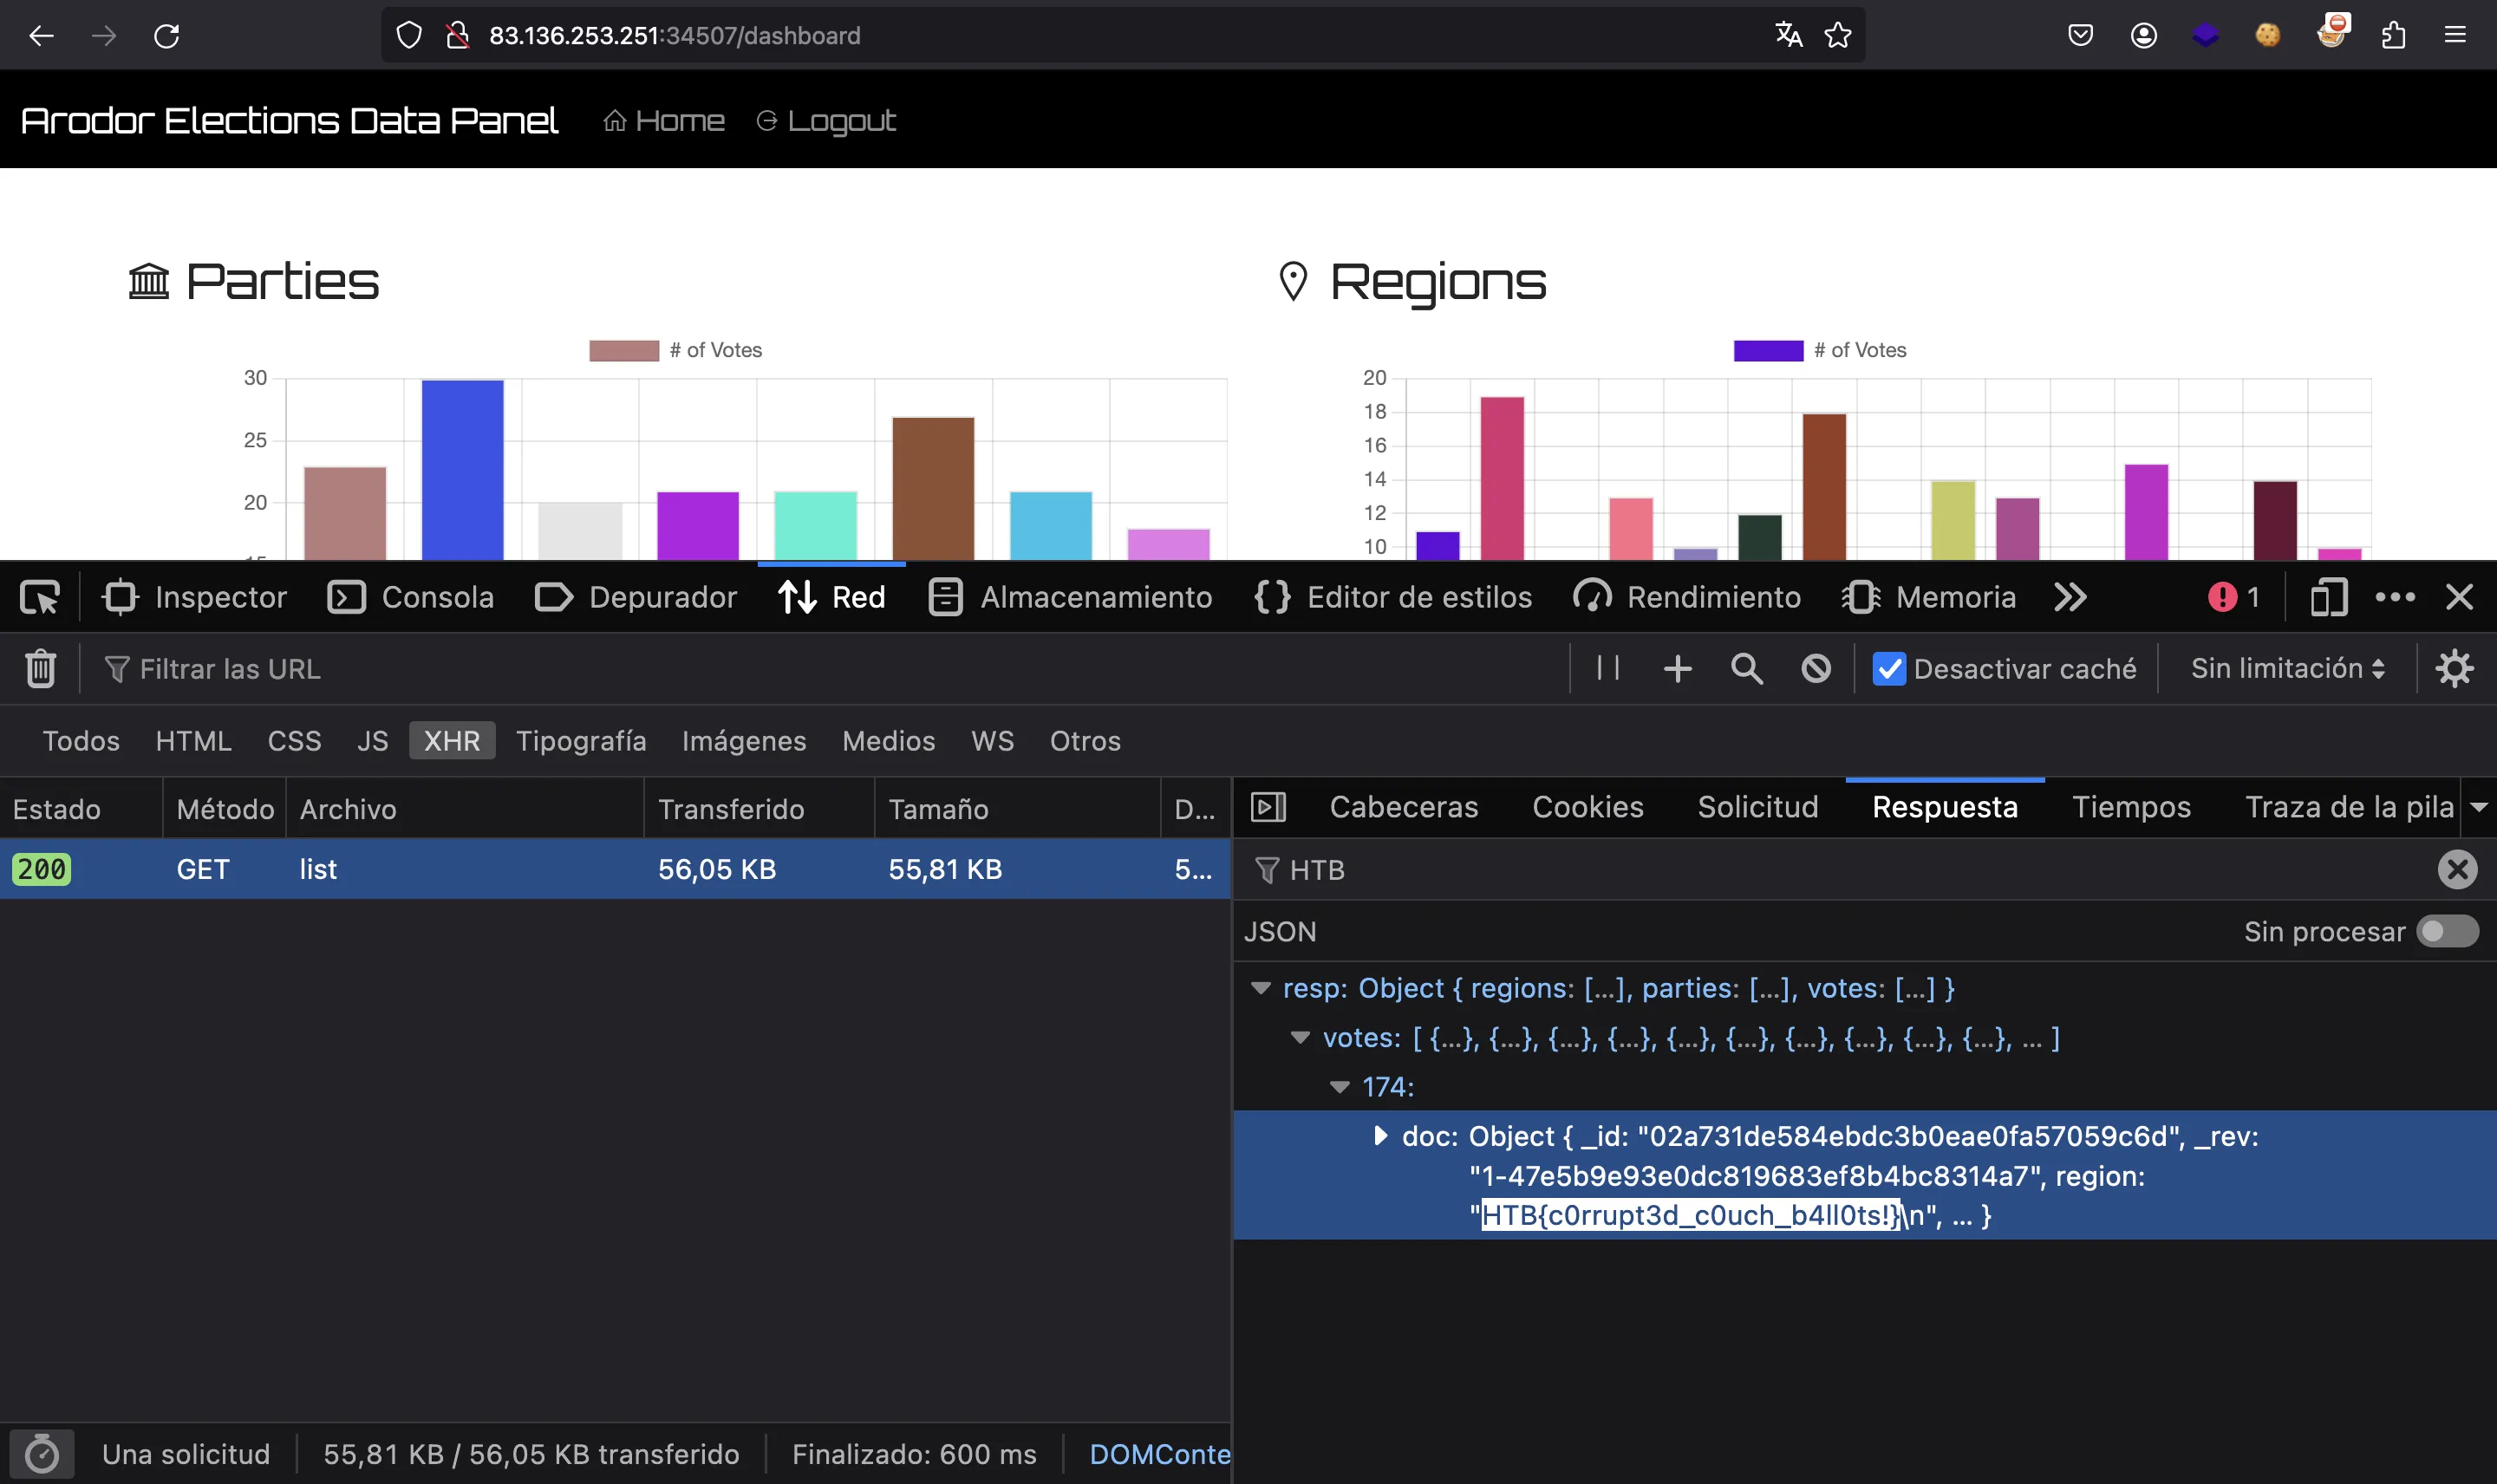 83.136.253.251:34507/dashboard
Arodor Elections Data Panel Home Logout
Parties
# of Votes
30
25
20
Regions
# of Votes
20
18
16
14
12
10
Inspector Consola Depurador Red Almacenamiento Editor de estilos Rendimiento Memoria 1
Filtrar las URL Desactivar caché Sin limitación
Todos HTML CSS JS XHR Tipografía Imágenes Medios WS Otros
Estado Método Archivo Transferido Tamaño D...
200 GET list 56,05 KB 55,81 KB 5...
Cabeceras Cookies Solicitud Respuesta Tiempos Traza de la pila
HTB
JSON Sin procesar
resp: Object { regions: […], parties: […], votes: […] }
votes: [ {…}, {…}, {…}, {…}, {…}, {…}, {…}, {…}, {…}, {…}, … ]
174:
doc: Object { _id: "02a731de584ebdc3b0eae0fa57059c6d", _rev:
"1-47e5b9e93e0dc819683ef8b4bc8314a7", region:
"HTB{c0rrupt3d_c0uch_b4ll0ts!}\n", … }
Una solicitud 55,81 KB / 56,05 KB transferido Finalizado: 600 ms DOMConte